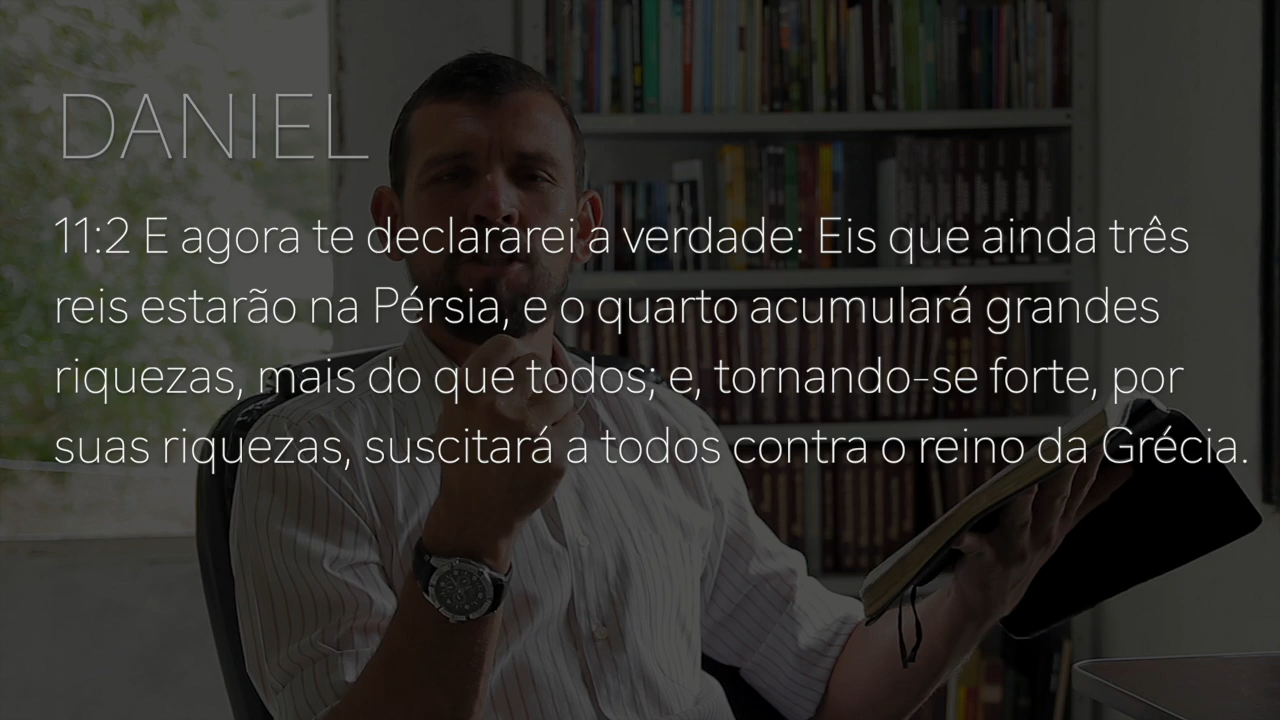 DANIEL
11:2 E agora te declararei a verdade: Eis que ainda três
reis estarão na Pérsia, e o quarto acumulará grandes
riquezas, mais do que todos; e, tornando-se forte, por
suas riquezas, suscitará a todos contra o reino da Grécia.